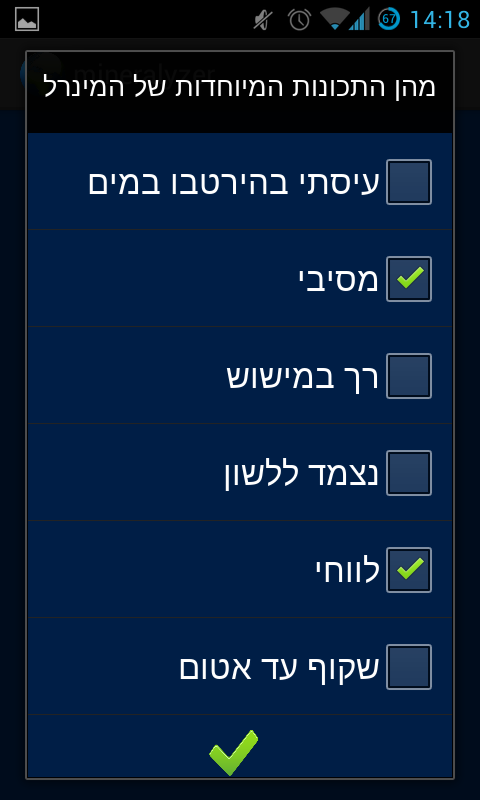 67 14:18
mineralyzer
מהן התכונות המיוחדות של המינרל
עיסתי בהירטבו במים
מסיבי
רך במישוש
נצמד ללשון
לווחי
שקוף עד אטום